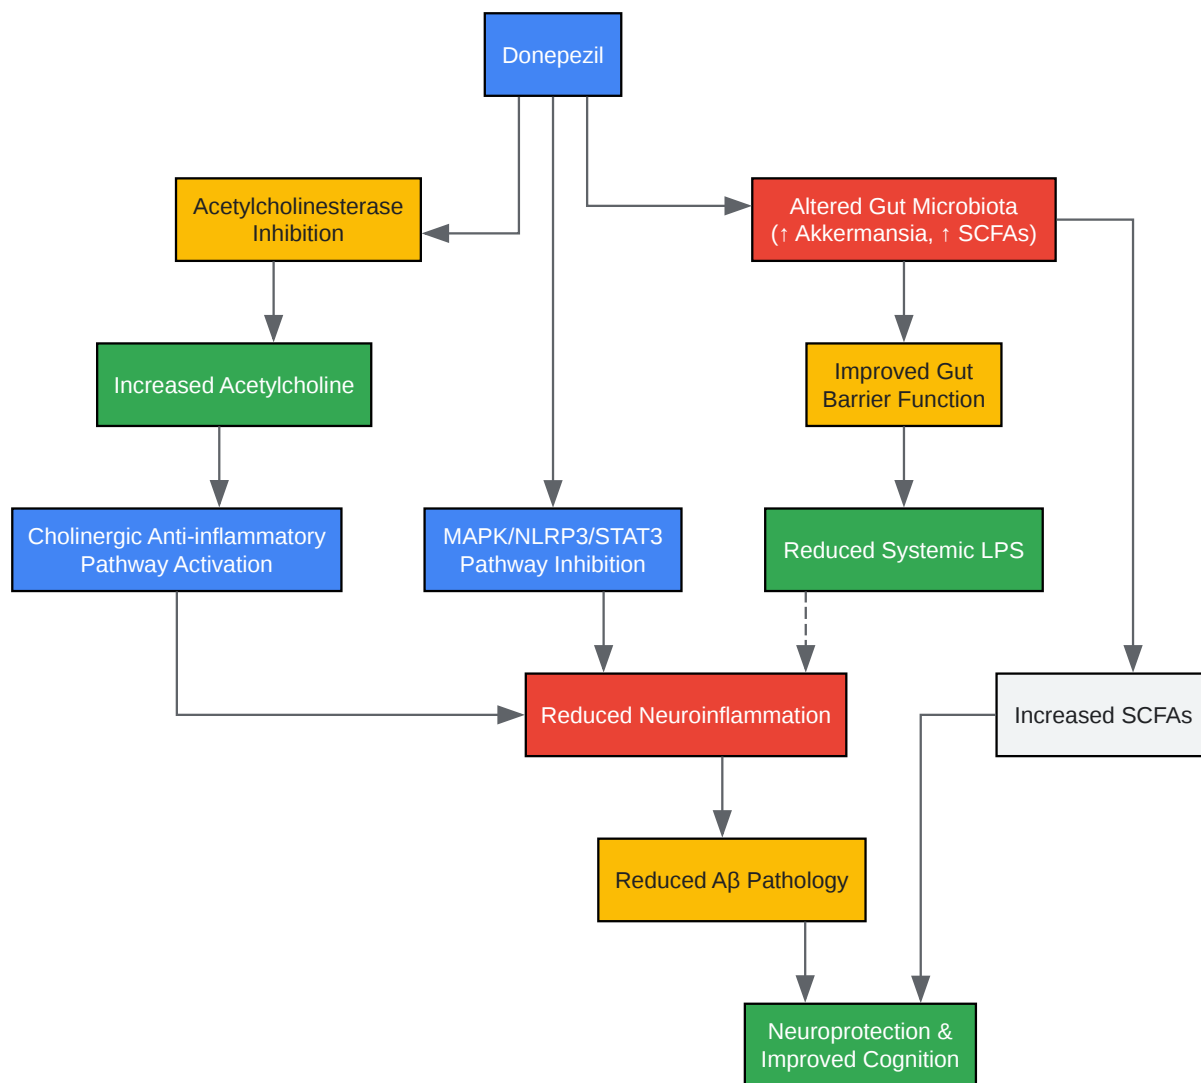 Donepezil
Acetylcholinesterase
Inhibition
Altered Gut Microbiota
(↑ Akkermansia, ↑ SCFAs)
Increased Acetylcholine
Improved Gut
Barrier Function
Cholinergic Anti-inflammatory
Pathway Activation
MAPK/NLRP3/STAT3
Pathway Inhibition
Reduced Systemic LPS
Reduced Neuroinflammation
Increased SCFAs
Reduced Aβ Pathology
Neuroprotection &
Improved Cognition